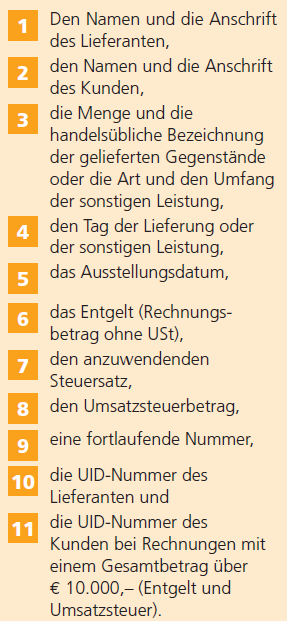 1 Den Namen und die Anschrift
des Lieferanten,
2 den Namen und die Anschrift
des Kunden,
3 die Menge und die
handelsübliche Bezeichnung
der gelieferten Gegenstände
oder die Art und den Umfang
der sonstigen Leistung,
4 den Tag der Lieferung oder
der sonstigen Leistung,
5 das Ausstellungsdatum,
6 das Entgelt (Rechnungs-
betrag ohne USt),
7 den anzuwendenden
Steuersatz,
8 den Umsatzsteuerbetrag,
9 eine fortlaufende Nummer,
10 die UID-Nummer des
Lieferanten und
11 die UID-Nummer des
Kunden bei Rechnungen mit
einem Gesamtbetrag über
€ 10.000,– (Entgelt und
Umsatzsteuer).